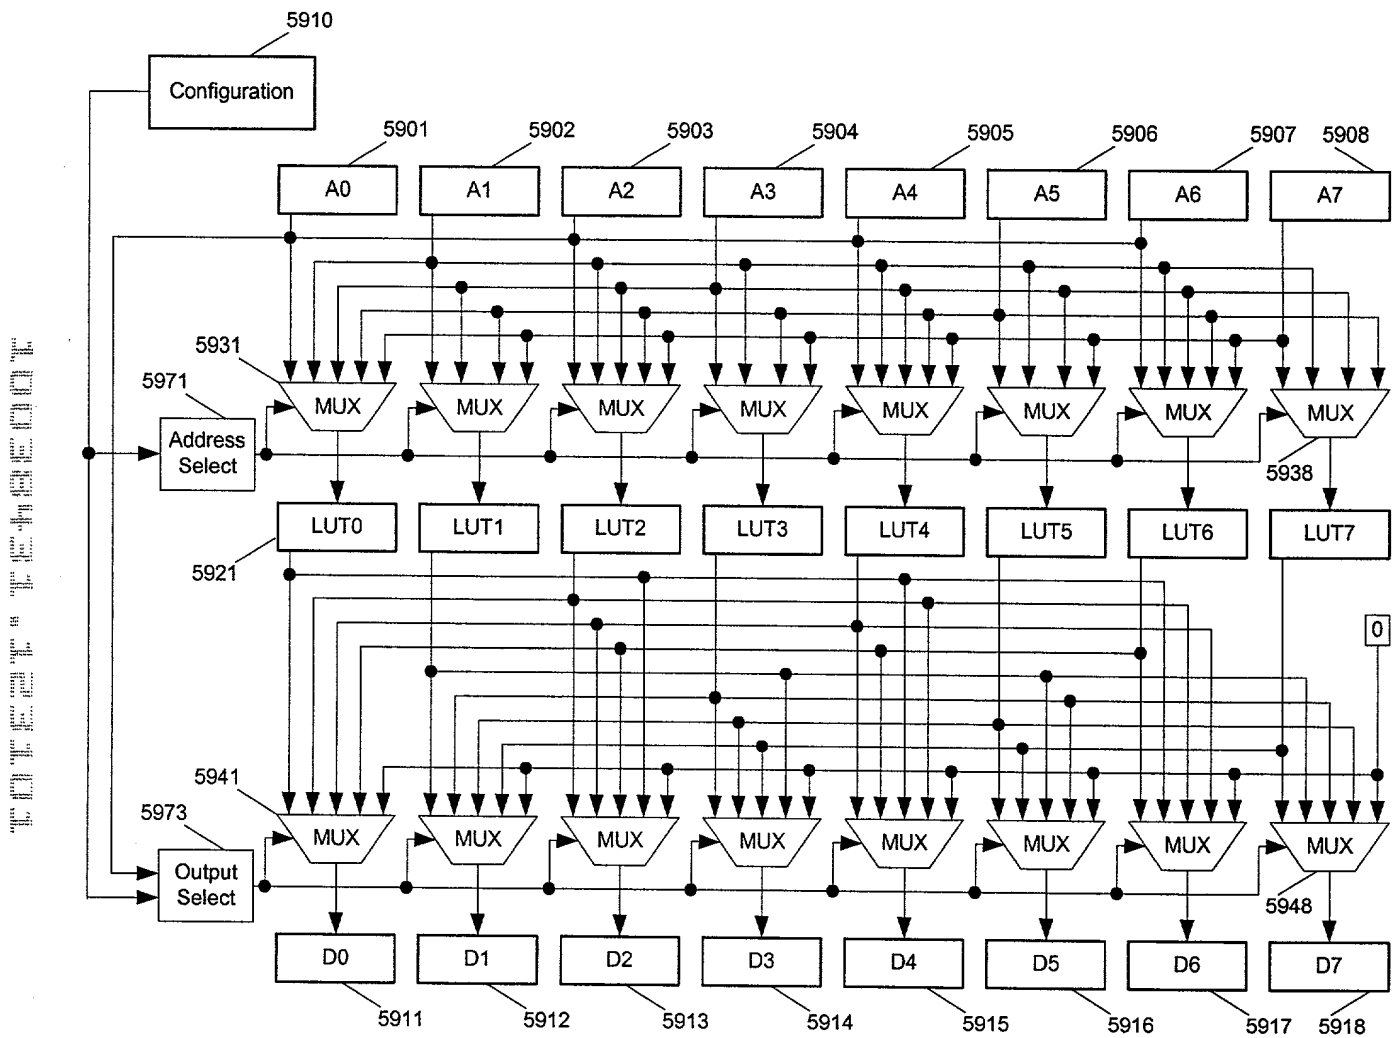 5910
Configuration
5901 5902 5903 5904 5905 5906 5907 5908
A0 A1 A2 A3 A4 A5 A6 A7
5931
5971
MUX MUX MUX MUX MUX MUX MUX MUX
Address
Select
5938
LUT0 LUT1 LUT2 LUT3 LUT4 LUT5 LUT6 LUT7
5921
0
5941
5973
MUX MUX MUX MUX MUX MUX MUX MUX
Output
Select
5948
D0 D1 D2 D3 D4 D5 D6 D7
5911 5912 5913 5914 5915 5916 5917 5918